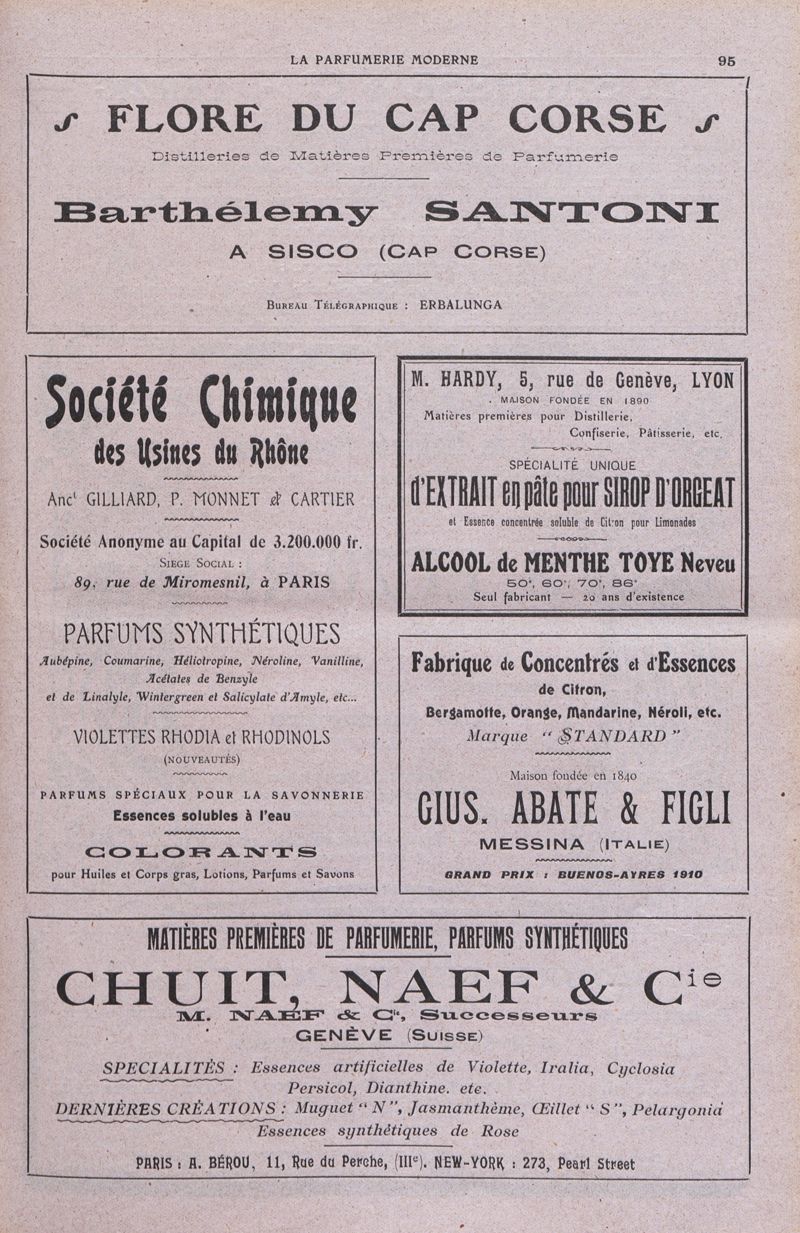 LA PARFUMERIE MODERNE
95
FLORE DU CAP CORSE
Distilleries de Matières Premières de Parfumerie
Barthélemy SANTONI
A SISCO (CAP CORSE)
BUREAU TÉLÉGRAPHIQUE : ERBALUNGA
Société Chimique
des Usines du Rhône
Anct GILLIARD, P. MONNET & CARTIER
Société Anonyme au Capital de 3.200.000 fr.
SIEGE SOCIAL :
89, rue de Miromesnil, à PARIS
PARFUMS SYNTHÉTIQUES
Aubépine, Coumarine, Héliotropine, Néroline, Vanilline,
Acétates de Benzyle
et de Linalyle, Wintergreen et Salicylate d'Amyle, etc...
VIOLETTES RHODIA et RHODINOLS
(NOUVEAUTÉS)
PARFUMS SPÉCIAUX POUR LA SAVONNERIE
Essences solubles à l'eau
COLORANTS
pour Huiles et Corps gras, Lotions, Parfums et Savons
M. HARDY, 5, rue de Genève, LYON
MAISON FONDÉE EN 1890
Matières premières pour Distillerie,
Confiserie, Pâtisserie, etc.
SPÉCIALITÉ UNIQUE
d'EXTRAIT en pâte pour SIROP D'ORGEAT
et Essence concentrée soluble de Citron pour Limonades
ALCOOL de MENTHE TOYE Neveu
50°, 60°, 70°, 86°
Seul fabricant — 20 ans d'existence
Fabrique de Concentrés et d'Essences
de Citron,
Bergamotte, Orange, Mandarine, Néroli, etc.
Marque " STANDARD "
Maison fondée en 1840
GIUS. ABATE & FIGLI
MESSINA (ITALIE)
GRAND PRIX : BUENOS-AYRES 1910
MATIÈRES PREMIÈRES DE PARFUMERIE, PARFUMS SYNTHÉTIQUES
CHUIT, NAEF & Cie
M. NAEF & Cie, Successeurs
GENÈVE (SUISSE)
SPECIALITÉS : Essences artificielles de Violette, Iralia, Cyclosia
Persicol, Dianthine. etc.
DERNIÈRES CRÉATIONS : Muguet " N ", Jasmanthème, Œillet " S ", Pelargonia
Essences synthétiques de Rose
PARIS : A. BÉROU, 11, Rue du Perche, (IIIe). NEW-YORK : 273, Pearl Street